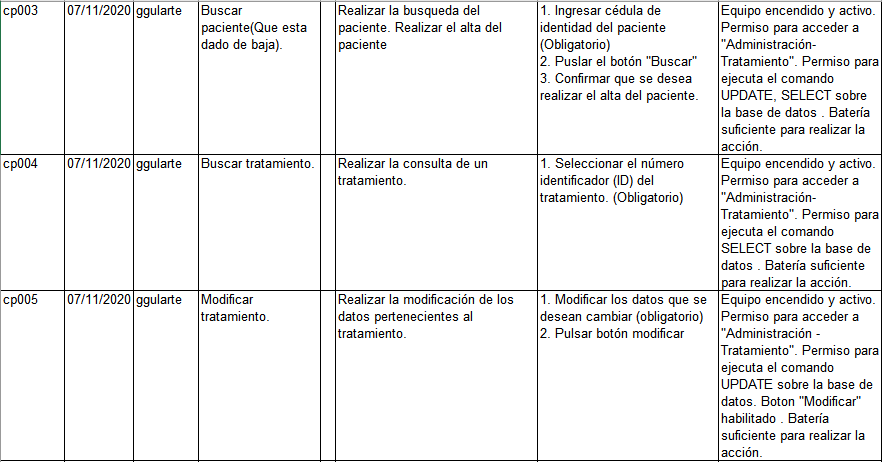 cp003
07/11/2020
ggularte
Buscar
paciente(Que esta
dado de baja).
Realizar la busqueda del
paciente. Realizar el alta del
paciente
1. Ingresar cédula de
identidad del paciente
(Obligatorio)
2. Puslar el botón "Buscar"
3. Confirmar que se desea
realizar el alta del paciente.
Equipo encendido y activo.
Permiso para acceder a
"Administración-
Tratamiento". Permiso para
ejecuta el comando
UPDATE, SELECT sobre
la base de datos . Batería
suficiente para realizar la
acción.
cp004
07/11/2020
ggularte
Buscar tratamiento.
Realizar la consulta de un
tratamiento.
1. Seleccionar el número
identificador (ID) del
tratamiento. (Obligatorio)
Equipo encendido y activo.
Permiso para acceder a
"Administración-
Tratamiento". Permiso para
ejecuta el comando
SELECT sobre la base de
datos . Batería suficiente
para realizar la acción.
cp005
07/11/2020
ggularte
Modificar
tratamiento.
Realizar la modificación de los
datos pertenecientes al
tratamiento.
1. Modificar los datos que se
desean cambiar (obligatorio)
2. Pulsar botón modificar
Equipo encendido y activo.
Permiso para acceder a
"Administración -
Tratamiento". Permiso para
ejecuta el comando
UPDATE sobre la base de
datos. Boton "Modificar"
habilitado . Batería
suficiente para realizar la
acción.